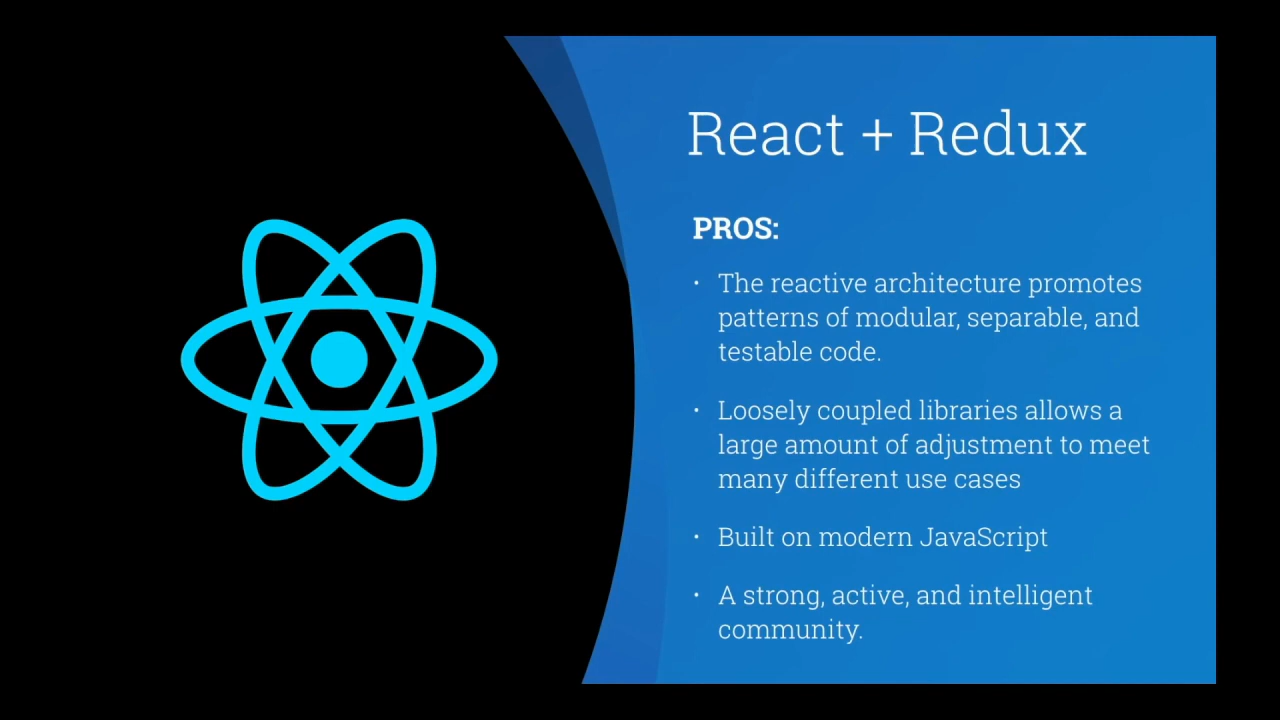 React + Redux
PROS:
• The reactive architecture promotes
patterns of modular, separable, and
testable code.
• Loosely coupled libraries allows a
large amount of adjustment to meet
many different use cases
• Built on modern JavaScript
• A strong, active, and intelligent
community.